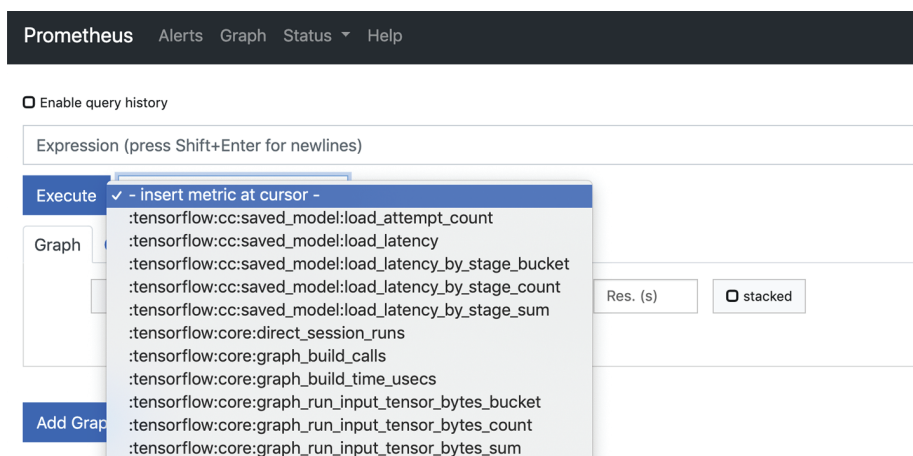 Prometheus Alerts Graph Status Help
Enable query history
Expression (press Shift+Enter for newlines)
Execute
✓ - insert metric at cursor -
:tensorflow:cc:saved_model:load_attempt_count
:tensorflow:cc:saved_model:load_latency
:tensorflow:cc:saved_model:load_latency_by_stage_bucket
:tensorflow:cc:saved_model:load_latency_by_stage_count
:tensorflow:cc:saved_model:load_latency_by_stage_sum
:tensorflow:core:direct_session_runs
:tensorflow:core:graph_build_calls
:tensorflow:core:graph_build_time_usecs
:tensorflow:core:graph_run_input_tensor_bytes_bucket
:tensorflow:core:graph_run_input_tensor_bytes_count
:tensorflow:core:graph_run_input_tensor_bytes_sum
Graph
Res. (s) stacked
Add Grap